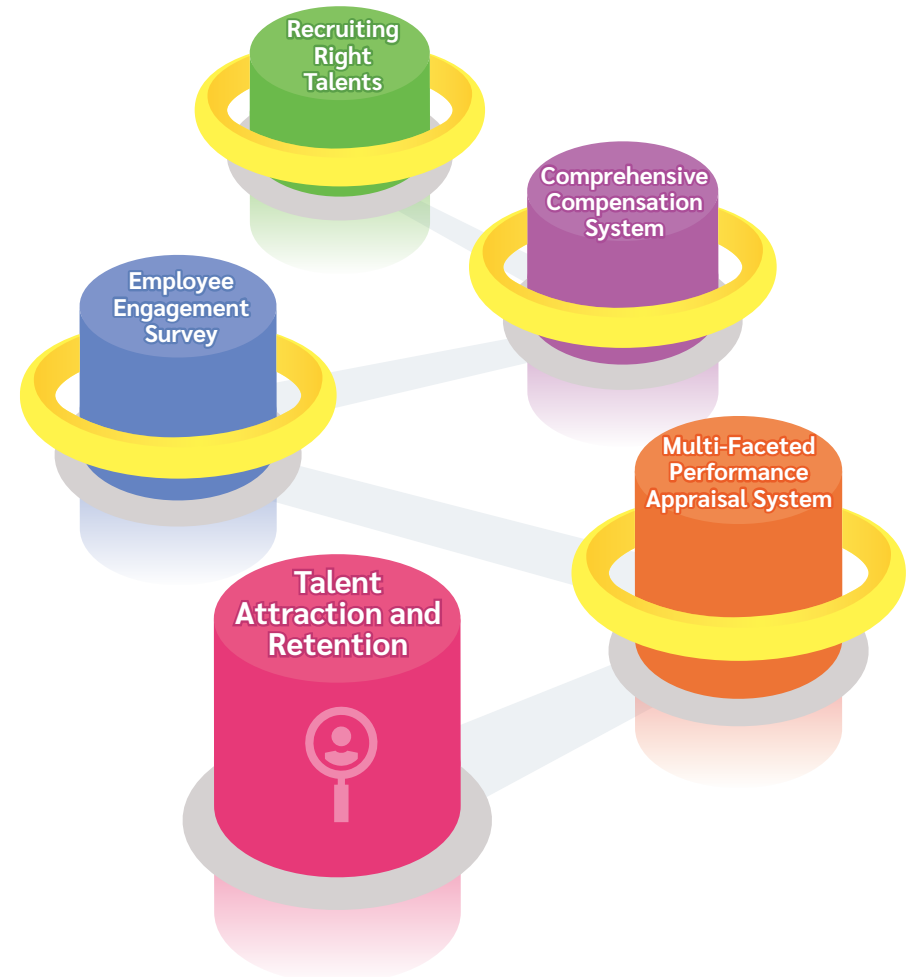 Recruiting
Right
Talents
Comprehensive
Compensation
System
Employee
Engagement
Survey
Multi-Faceted
Performance
Appraisal System
Talent
Attraction and
Retention